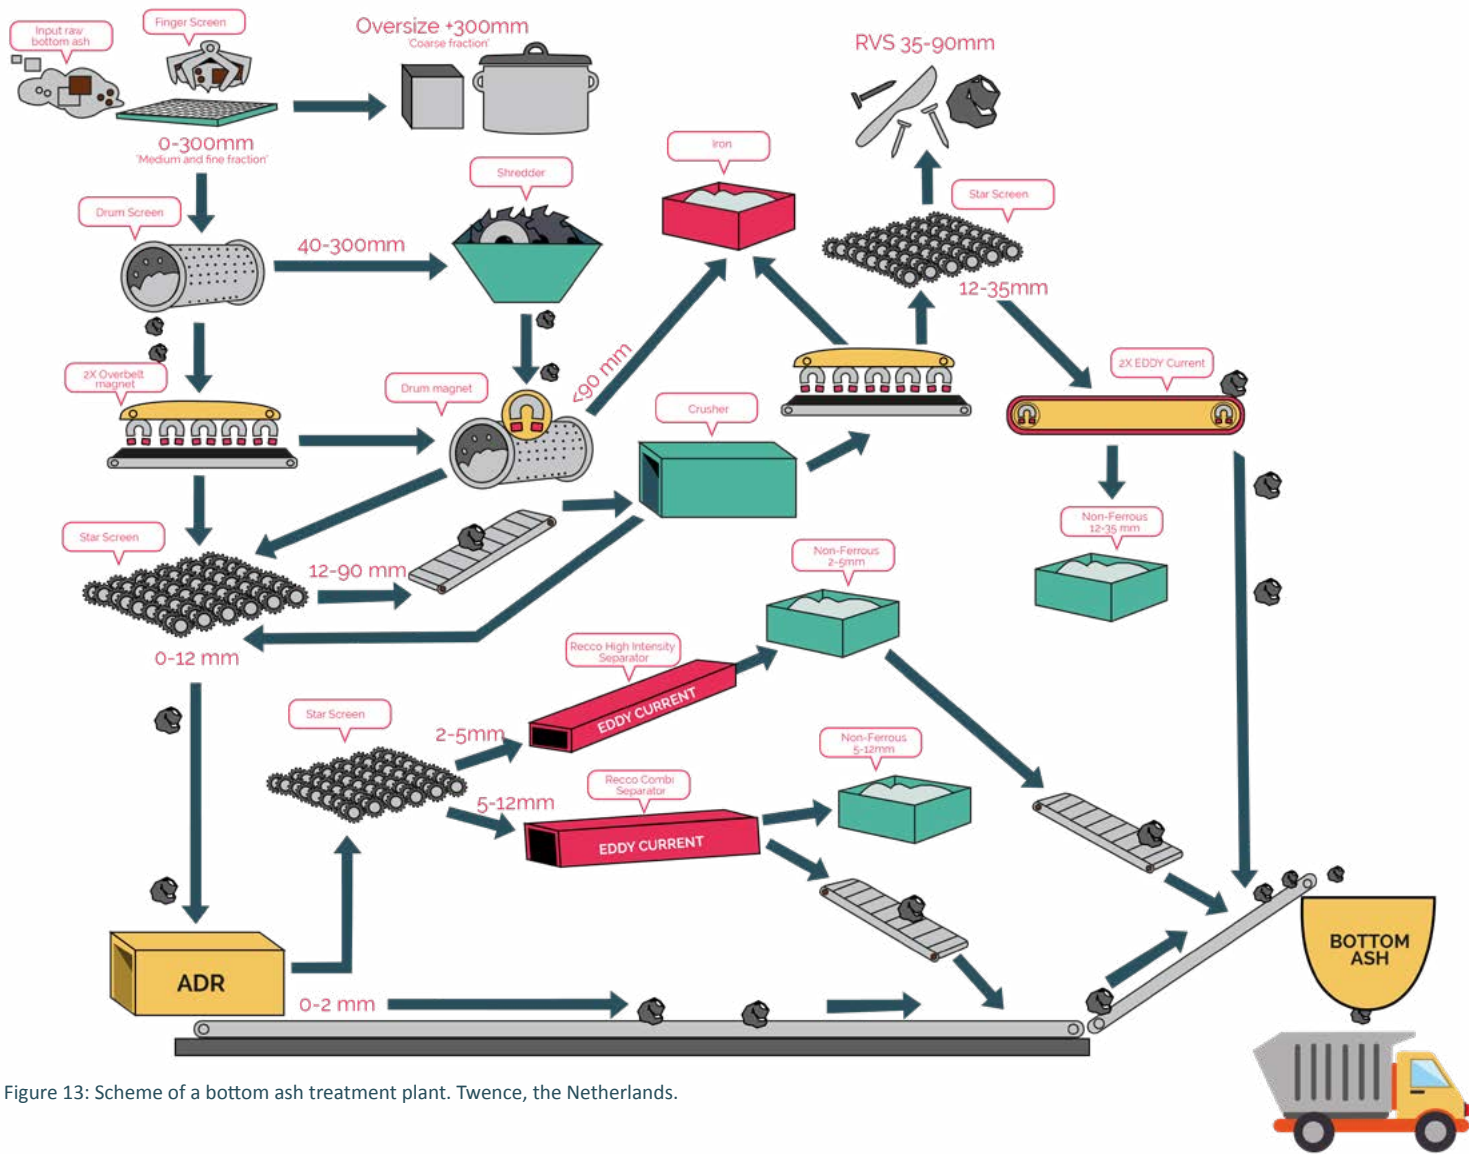 Input raw
bottom ash
Finger Screen
Oversize +300mm
'Coarse fraction'
RVS 35-90mm
0-300mm
'Medium and fine fraction'
Iron
Shredder
Star Screen
Drum Screen
40-300mm
12-35mm
2X Overbelt
magnet
Drum magnet
<90 mm
Crusher
2X EDDY Current
Star Screen
12-90 mm
Non-Ferrous
12-35 mm
Non-Ferrous
2-5mm
0-12 mm
Recco High Intensity
Separator
EDDY CURRENT
Star Screen
2-5mm
Non-Ferrous
5-12mm
5-12mm
Recco Combi
Separator
EDDY CURRENT
BOTTOM
ASH
ADR
0-2 mm
Figure 13: Scheme of a bottom ash treatment plant. Twence, the Netherlands.